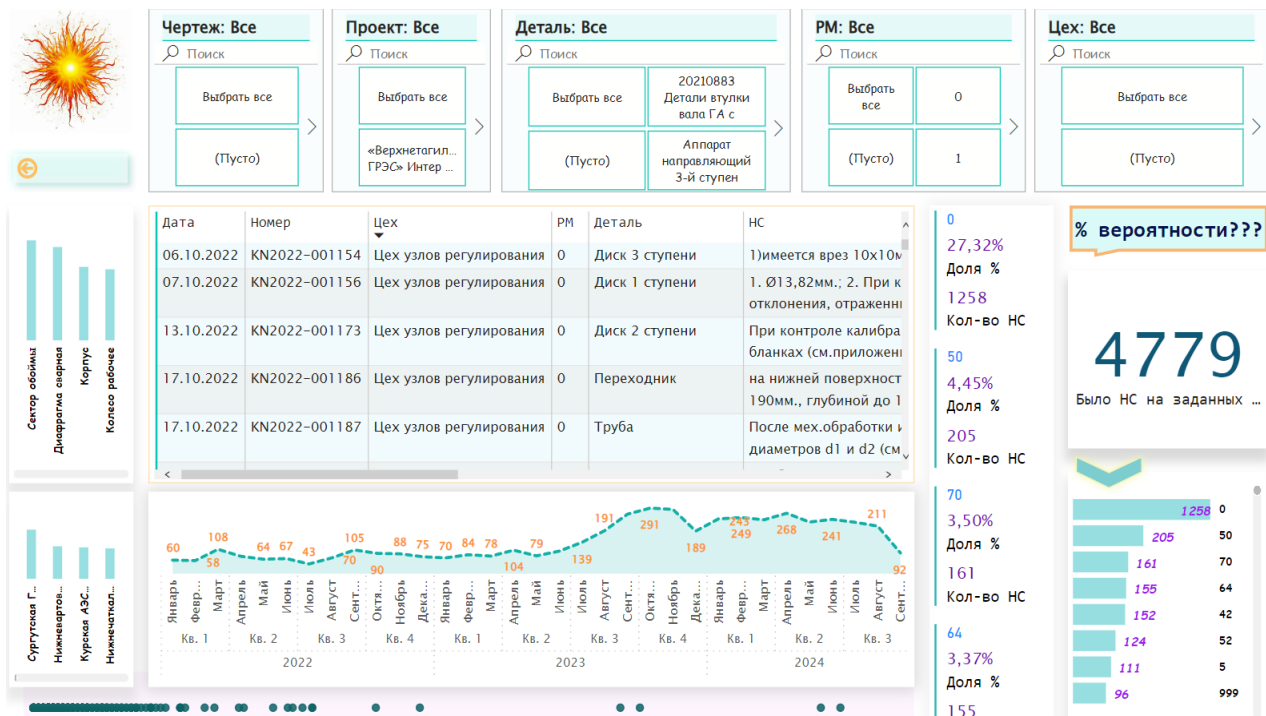 Чертеж: Все
Поиск
Выбрать все
(Пусто)
Проект: Все
Поиск
Выбрать все
«Верхнетагил...
ГРЭС» Интер ...
Деталь: Все
Поиск
Выбрать все
20210883
Детали втулки
вала ГА с
(Пусто)
Аппарат
направляющий
3-й ступен
РМ: Все
Поиск
Выбрать
все
0
(Пусто)
1
Цех: Все
Поиск
Выбрать все
(Пусто)
Сектор обоймы
Диафрагма сварная
Корпус
Колесо рабочее
Дата Номер Цех РМ Деталь НС
06.10.2022 KN2022-001154 Цех узлов регулирования 0 Диск 3 ступени 1)имеется врез 10х10м
07.10.2022 KN2022-001156 Цех узлов регулирования 0 Диск 1 ступени 1. Ø13,82мм.; 2. При к
отклонения, отраженн
13.10.2022 KN2022-001173 Цех узлов регулирования 0 Диск 2 ступени При контроле калибра
бланках (см.приложен
17.10.2022 KN2022-001186 Цех узлов регулирования 0 Переходник на нижней поверхност
190мм., глубиной до 1
17.10.2022 KN2022-001187 Цех узлов регулирования 0 Труба После мех.обработки и
диаметров d1 и d2 (см
0
27,32%
Доля %
1258
Кол-во НС
50
4,45%
Доля %
205
Кол-во НС
70
3,50%
Доля %
161
Кол-во НС
64
3,37%
Доля %
155
% вероятности???
4779
Было НС на заданных ...
1258 0
205 50
161 70
155 64
152 42
124 52
111 5
96 999
Сургутская Г...
Нижневартов...
Курская АЭС...
Нижнечаткал...
60 58 108 64 67 43 70 105 90 88 75 70 84 78 104 79 139 191 291 189 243 249 268 241 211 92
Январь Февр... Март Апрель Май Июнь Июль Август Сент... Октя... Ноябрь Дека... Январь Февр... Март Апрель Май Июнь Июль Август Сент... Октя... Ноябрь Дека... Январь Февр... Март Апрель Май Июнь Июль Август Сент...
Кв. 1 Кв. 2 Кв. 3 Кв. 4 Кв. 1 Кв. 2 Кв. 3 Кв. 4 Кв. 1 Кв. 2 Кв. 3
2022 2023 2024